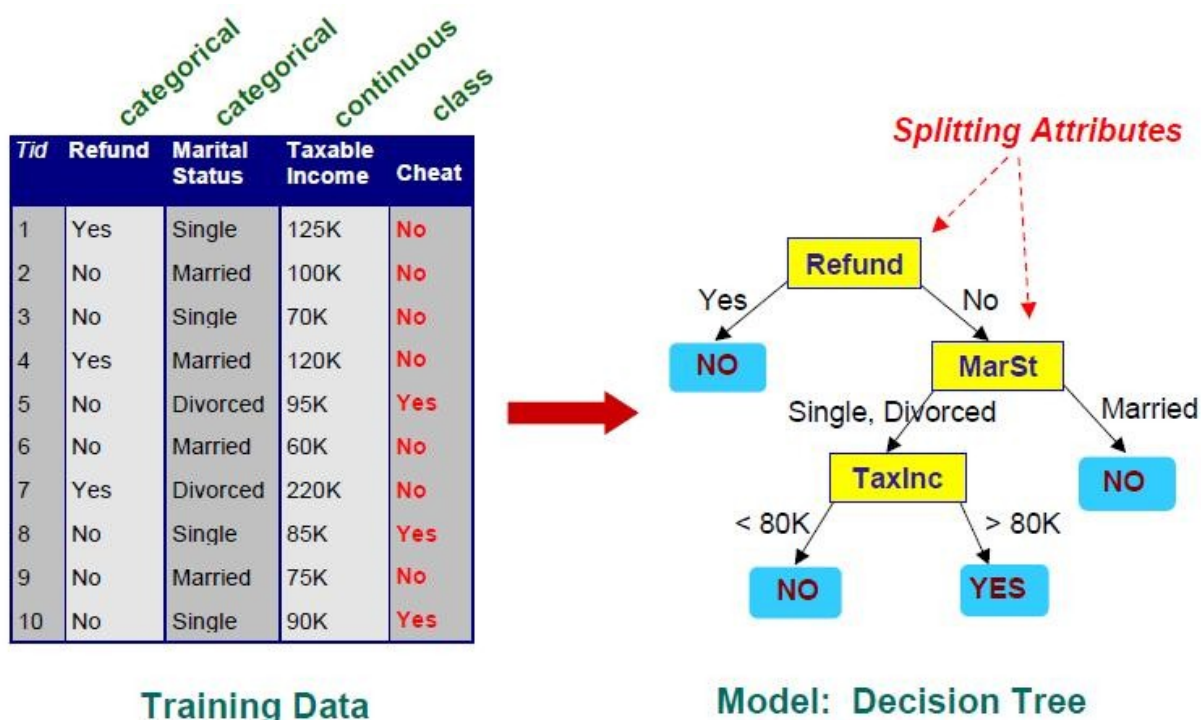 categorical
categorical
continuous
class
Tid Refund Marital Status Taxable Income Cheat
1 Yes Single 125K No
2 No Married 100K No
3 No Single 70K No
4 Yes Married 120K No
5 No Divorced 95K Yes
6 No Married 60K No
7 Yes Divorced 220K No
8 No Single 85K Yes
9 No Married 75K No
10 No Single 90K Yes
Training Data
Splitting Attributes
Refund
Yes No
NO MarSt
Single, Divorced Married
TaxInc NO
< 80K > 80K
NO YES
Model: Decision Tree